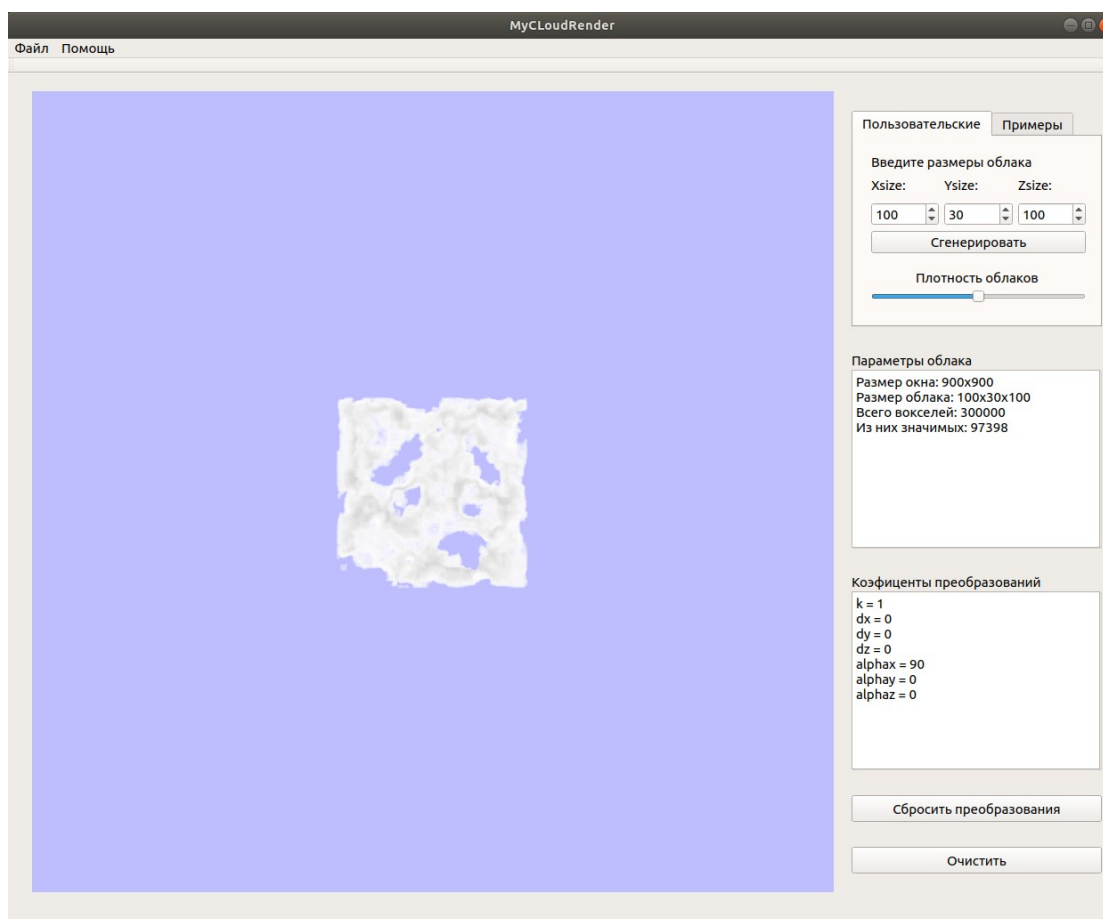 MyCLoudRender
Файл Помощь
Пользовательские Примеры
Введите размеры облака
Xsize: Ysize: Zsize:
100 30 100
Сгенерировать
Плотность облаков
Параметры облака
Размер окна: 900x900
Размер облака: 100x30x100
Всего вокселей: 300000
Из них значимых: 97398
Коэфиценты преобразований
k = 1
dx = 0
dy = 0
dz = 0
alphax = 90
alphay = 0
alphaz = 0
Сбросить преобразования
Очистить